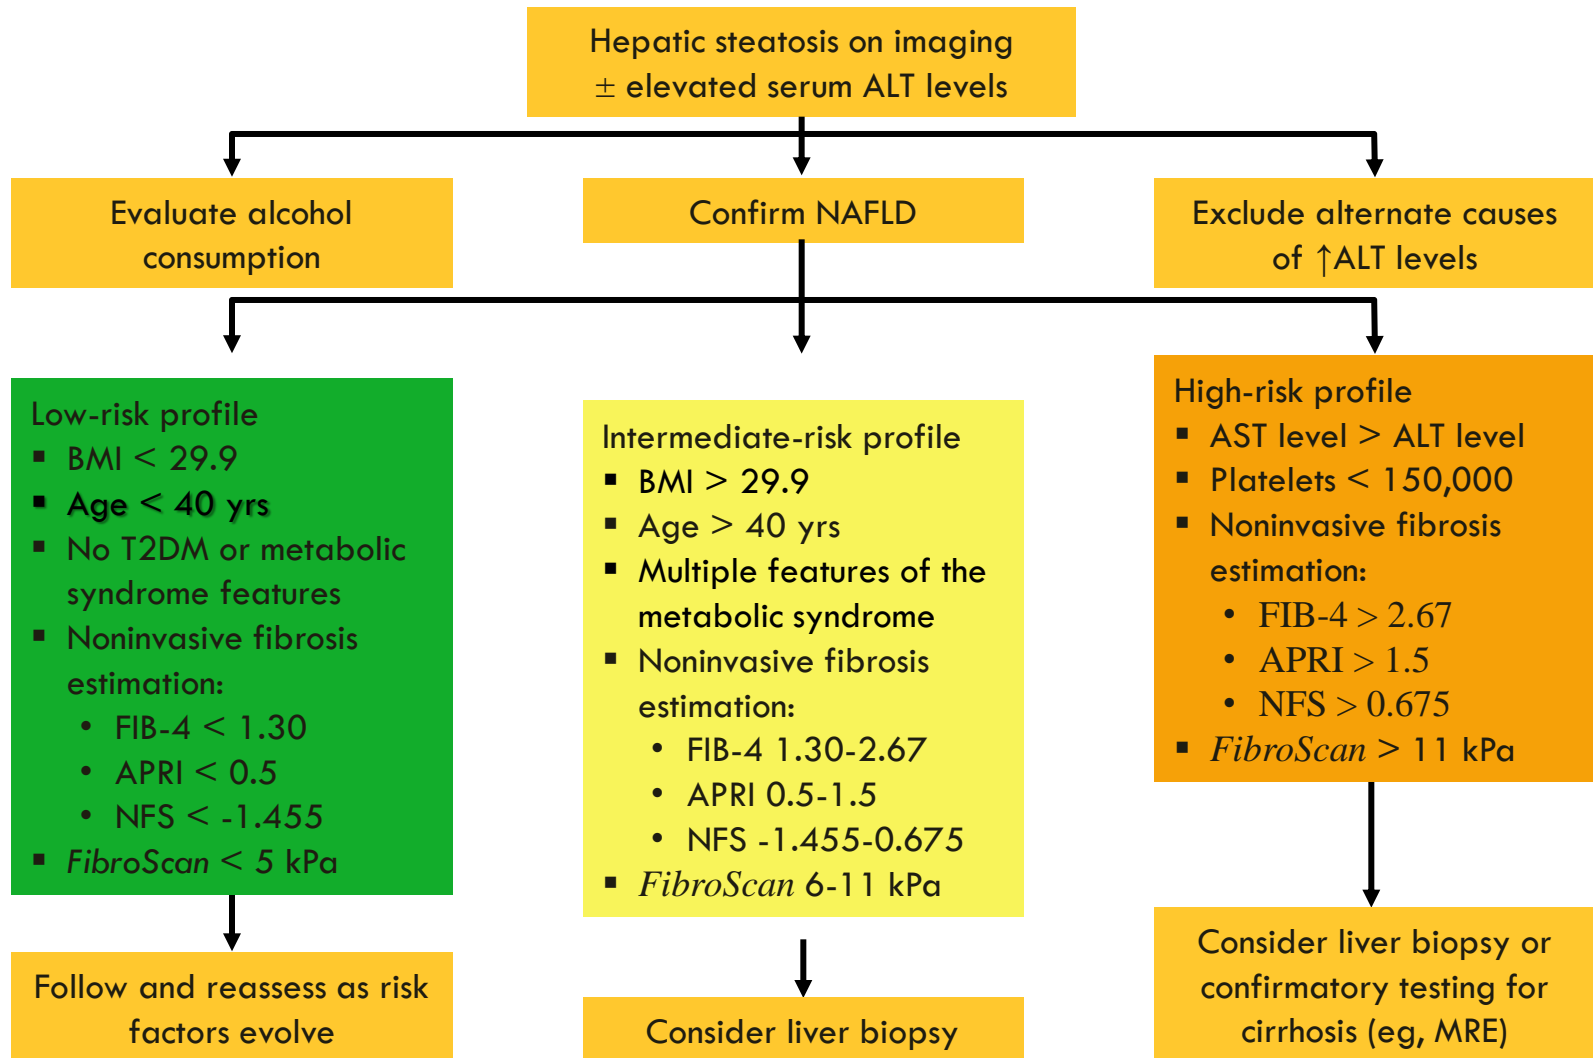 Hepatic steatosis on imaging
± elevated serum ALT levels
Evaluate alcohol
consumption
Confirm NAFLD
Exclude alternate causes
of ↑ALT levels
Low-risk profile
▪ BMI < 29.9
▪ Age < 40 yrs
▪ No T2DM or metabolic
syndrome features
▪ Noninvasive fibrosis
estimation:
• FIB-4 < 1.30
• APRI < 0.5
• NFS < -1.455
▪ FibroScan < 5 kPa
Intermediate-risk profile
▪ BMI > 29.9
▪ Age > 40 yrs
▪ Multiple features of the
metabolic syndrome
▪ Noninvasive fibrosis
estimation:
• FIB-4 1.30-2.67
• APRI 0.5-1.5
• NFS -1.455-0.675
▪ FibroScan 6-11 kPa
High-risk profile
▪ AST level > ALT level
▪ Platelets < 150,000
▪ Noninvasive fibrosis
estimation:
• FIB-4 > 2.67
• APRI > 1.5
• NFS > 0.675
▪ FibroScan > 11 kPa
Follow and reassess as risk
factors evolve
Consider liver biopsy
Consider liver biopsy or
confirmatory testing for
cirrhosis (eg, MRE)